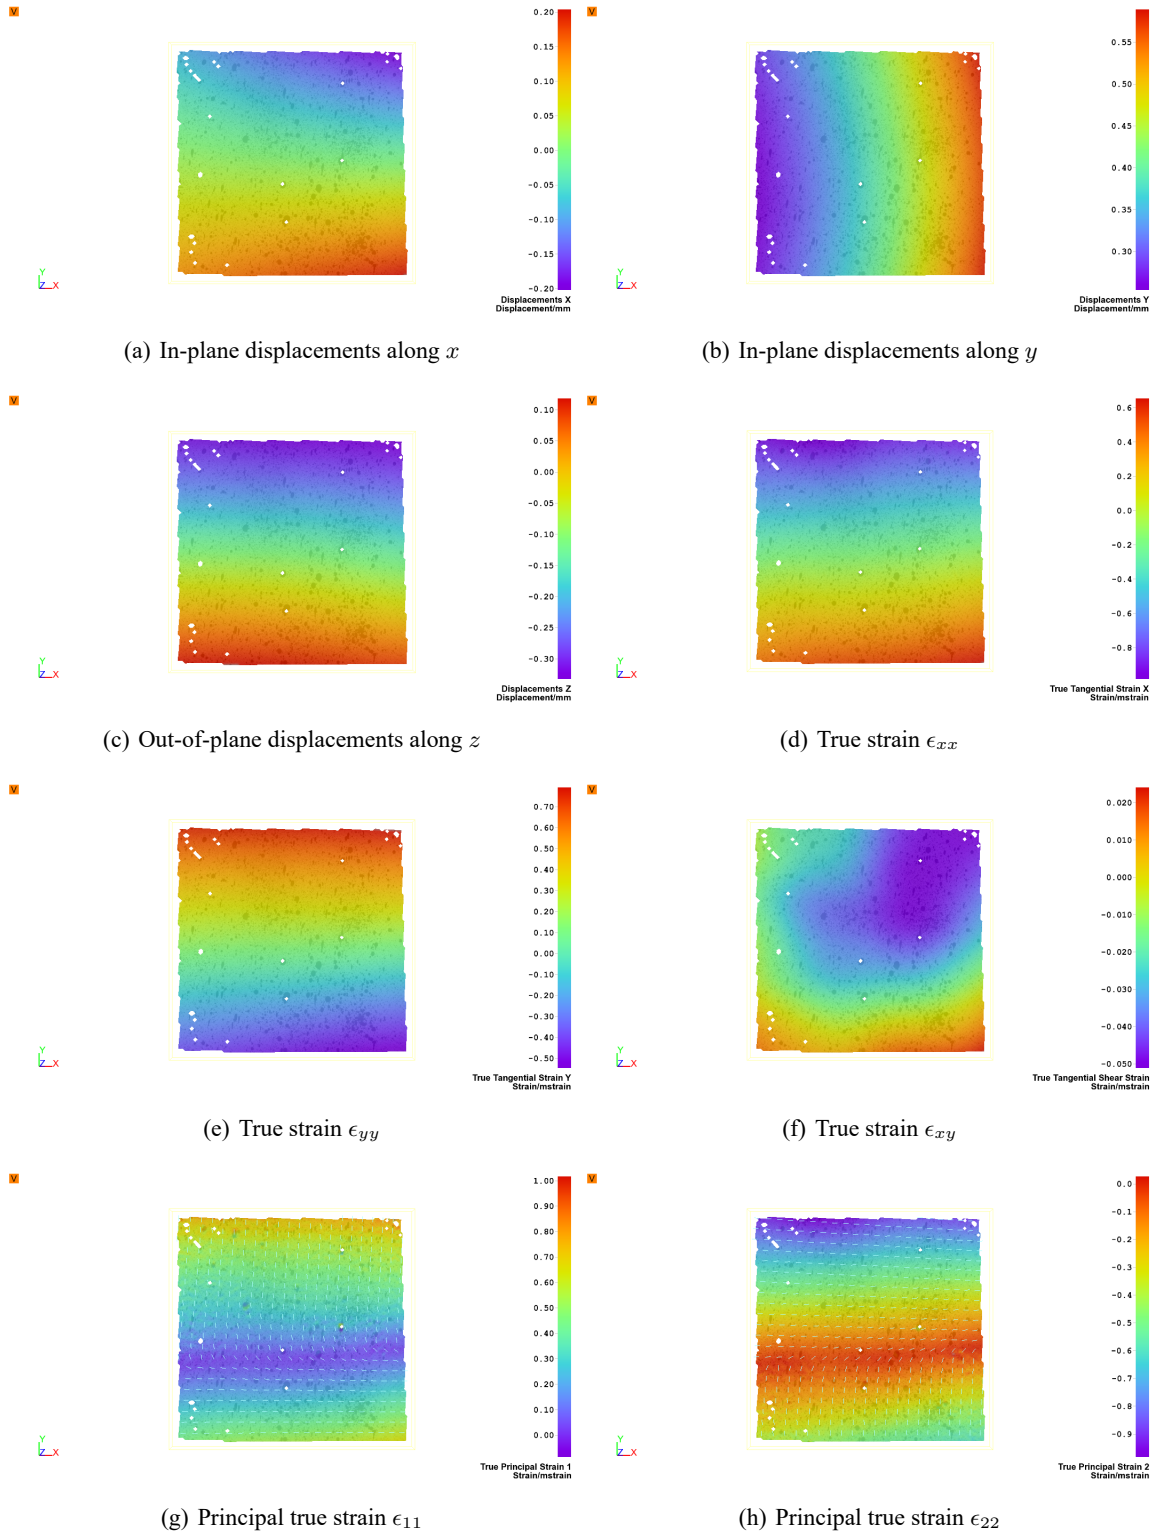 V
0.20
0.15
0.10
0.05
0.00
-0.05
-0.10
-0.15
-0.20
Y
Z X
Displacements X
Displacement/mm
(a) In-plane displacements along x
V
0.55
0.50
0.45
0.40
0.35
0.30
Y
Z X
Displacements Y
Displacement/mm
(b) In-plane displacements along y
V
0.10
0.05
0.00
-0.05
-0.10
-0.15
-0.20
-0.25
-0.30
Y
Z X
Displacements Z
Displacement/mm
(c) Out-of-plane displacements along z
V
0.6
0.4
0.2
0.0
-0.2
-0.4
-0.6
-0.8
Y
Z X
True Tangential Strain X
Strain/mstrain
(d) True strain ϵxx
V
0.70
0.60
0.50
0.40
0.30
0.20
0.10
0.00
-0.10
-0.20
-0.30
-0.40
-0.50
Y
Z X
True Tangential Strain Y
Strain/mstrain
(e) True strain ϵyy
V
0.020
0.010
0.000
-0.010
-0.020
-0.030
-0.040
-0.050
Y
Z X
True Tangential Shear Strain
Strain/mstrain
(f) True strain ϵxy
V
1.00
0.90
0.80
0.70
0.60
0.50
0.40
0.30
0.20
0.10
0.00
Y
Z X
True Principal Strain 1
Strain/mstrain
(g) Principal true strain ϵ11
V
0.0
-0.1
-0.2
-0.3
-0.4
-0.5
-0.6
-0.7
-0.8
-0.9
Y
Z X
True Principal Strain 2
Strain/mstrain
(h) Principal true strain ϵ22